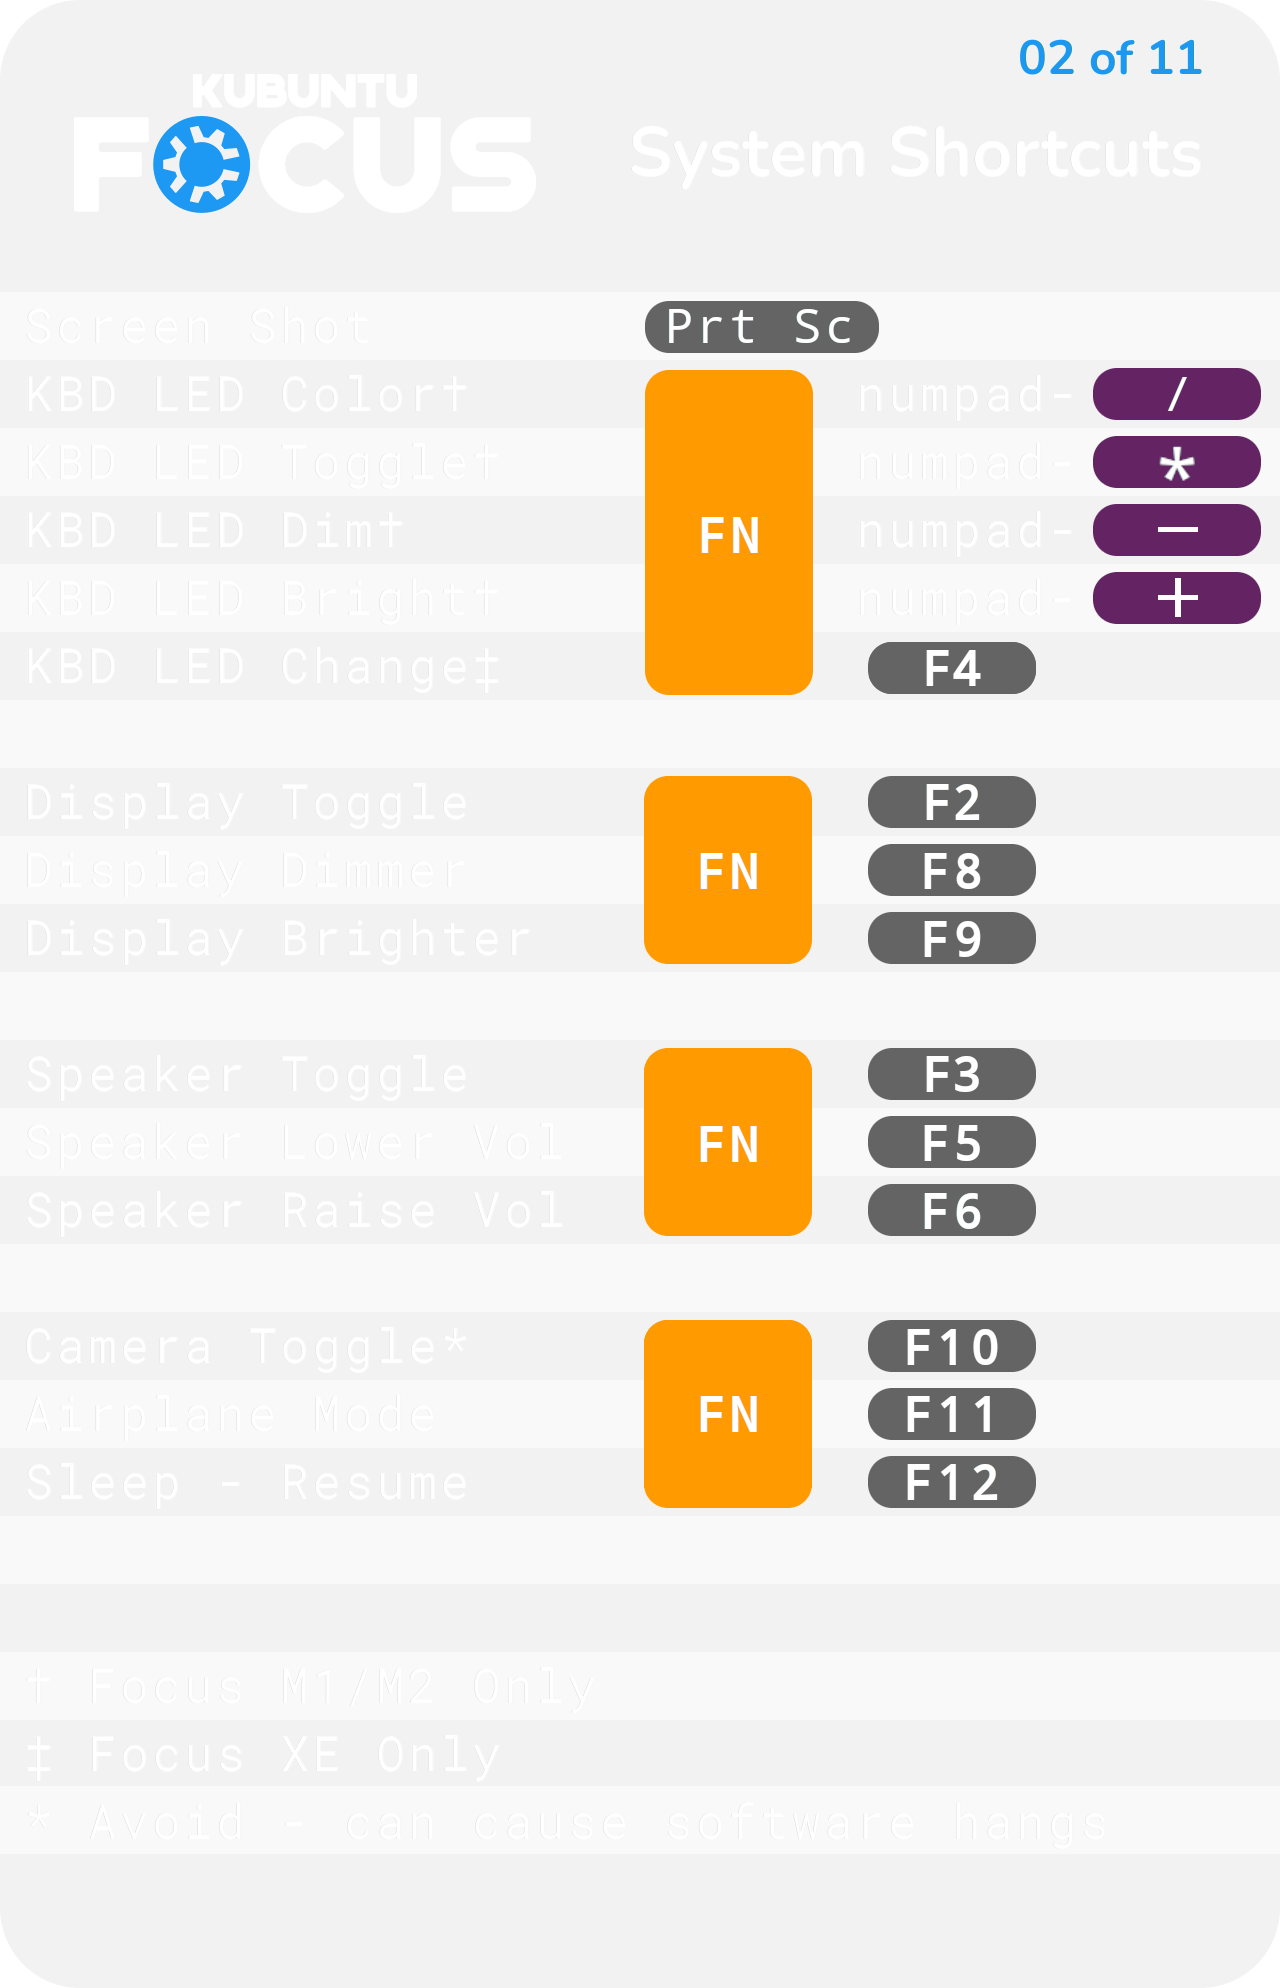 02 of 11
KUBUNTU
FOCUS
System Shortcuts
Screen Shot Prt Sc
KBD LED Color† numpad- /
KBD LED Toggle† numpad- *
KBD LED Dim† FN numpad- −
KBD LED Bright† numpad- +
KBD LED Change‡ F4
Display Toggle F2
Display Dimmer FN F8
Display Brighter F9
Speaker Toggle F3
Speaker Lower Vol FN F5
Speaker Raise Vol F6
Camera Toggle* F10
Airplane Mode FN F11
Sleep - Resume F12
† Focus M1/M2 Only
‡ Focus XE Only
* Avoid - can cause software hangs